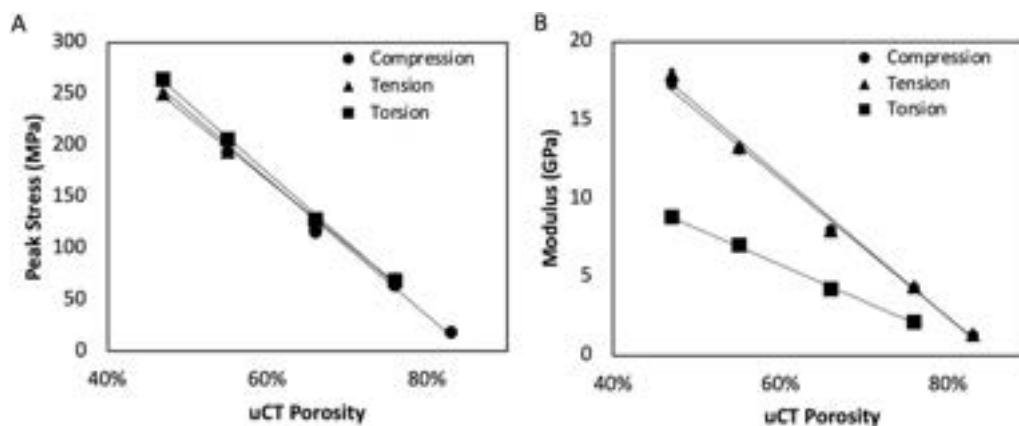 A
300
250
200
150
100
50
0
Peak Stress (MPa)
Compression
Tension
Torsion
40%
60%
80%
uCT Porosity
B
20
15
10
5
0
Modulus (GPa)
Compression
Tension
Torsion
40%
60%
80%
uCT Porosity